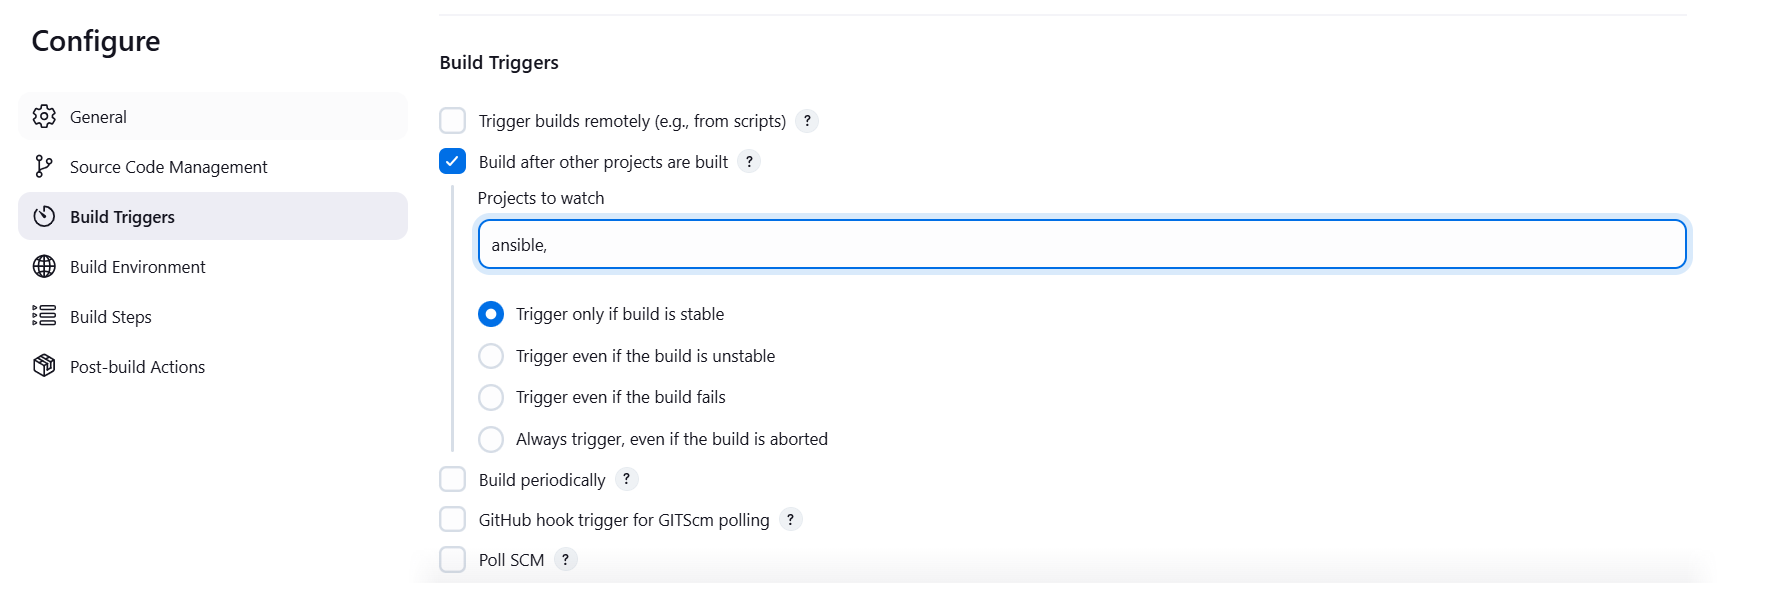 Configure
General
Source Code Management
Build Triggers
Build Environment
Build Steps
Post-build Actions
Build Triggers
Trigger builds remotely (e.g., from scripts) ?
Build after other projects are built ?
Projects to watch
ansible,
Trigger only if build is stable
Trigger even if the build is unstable
Trigger even if the build fails
Always trigger, even if the build is aborted
Build periodically ?
GitHub hook trigger for GITScm polling ?
Poll SCM ?